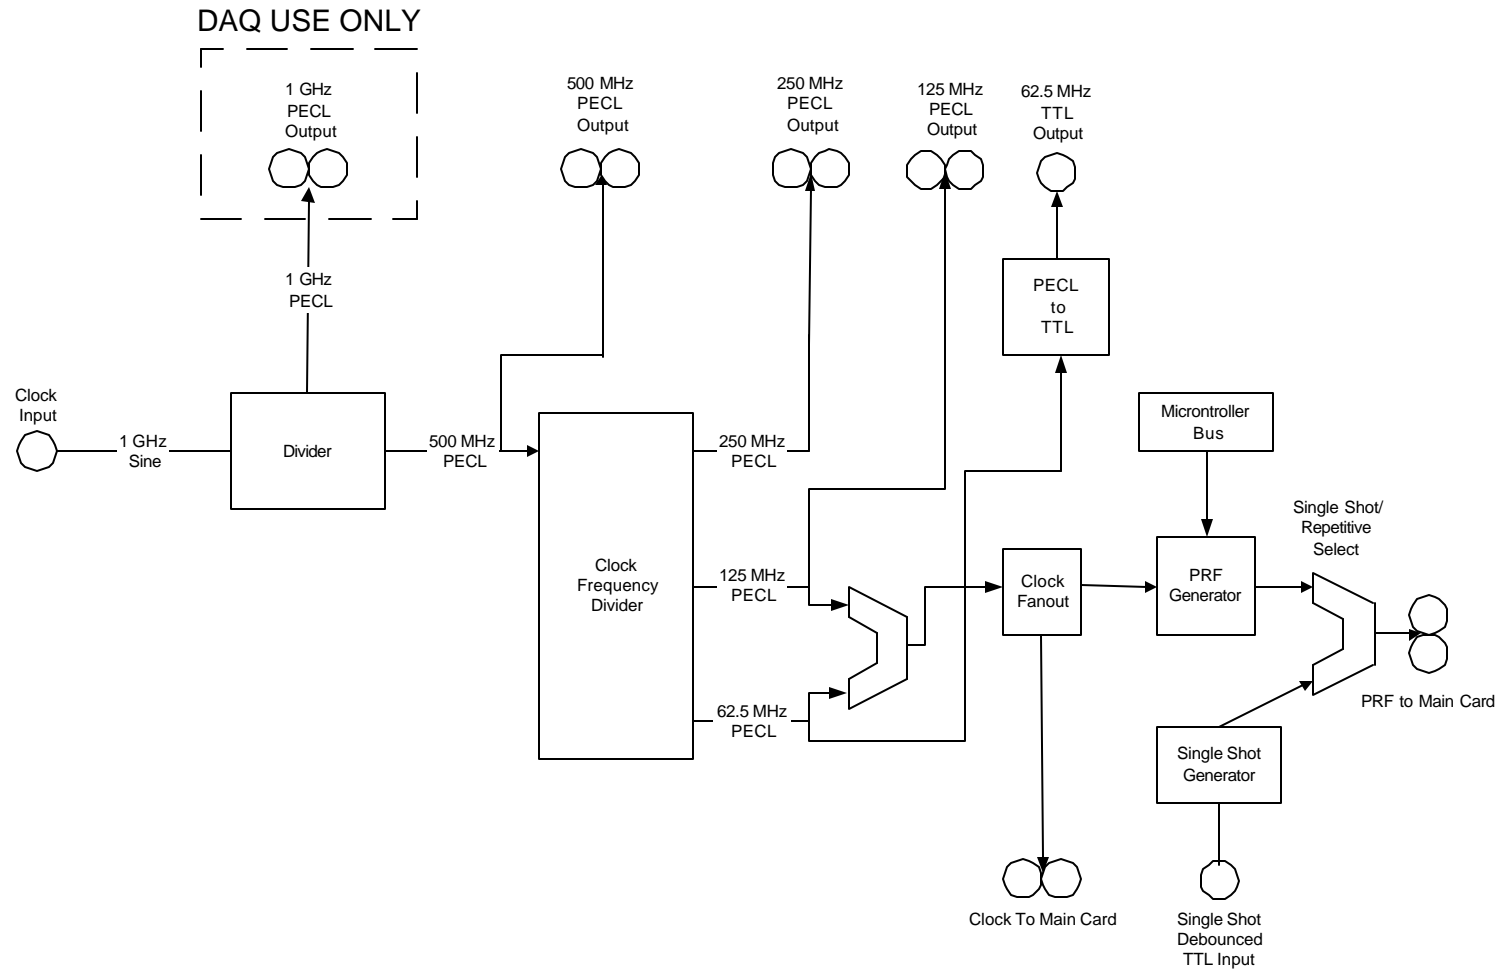 DAQ USE ONLY
1 GHz
PECL
Output
500 MHz
PECL
Output
250 MHz
PECL
Output
125 MHz
PECL
Output
62.5 MHz
TTL
Output
1 GHz
PECL
PECL
to
TTL
Clock
Input
1 GHz
Sine
Divider
500 MHz
PECL
250 MHz
PECL
Microntroller
Bus
Clock
Frequency
Divider
125 MHz
PECL
62.5 MHz
PECL
Clock
Fanout
PRF
Generator
Single Shot/
Repetitive
Select
PRF to Main Card
Single Shot
Generator
Clock To Main Card
Single Shot
Debounced
TTL Input